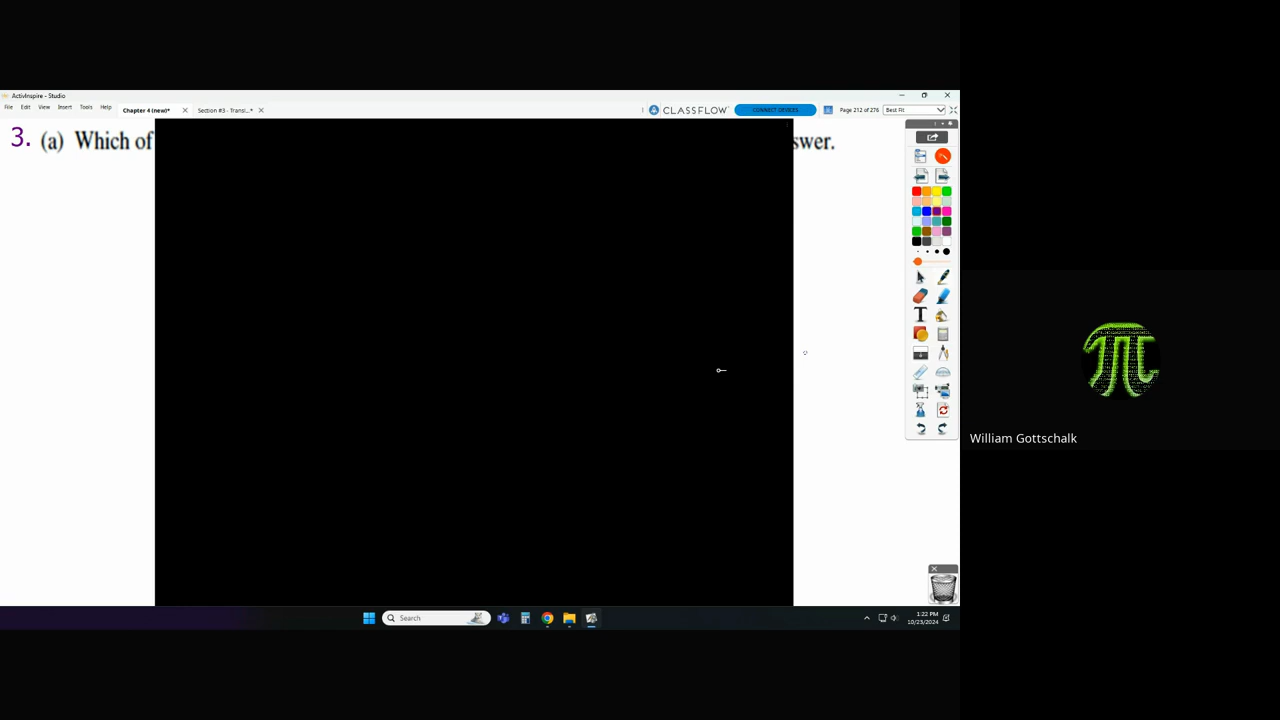 ActivInspire - Studio
File Edit View Insert Tools Help
Chapter 4 (new)*
Section #3 - Transi...*
CLASSFLOW
CONNECT DEVICES
Page 212 of 276
Best Fit
3. (a) Which of
swer.
T
William Gottschalk
Search
1:22 PM
10/23/2024